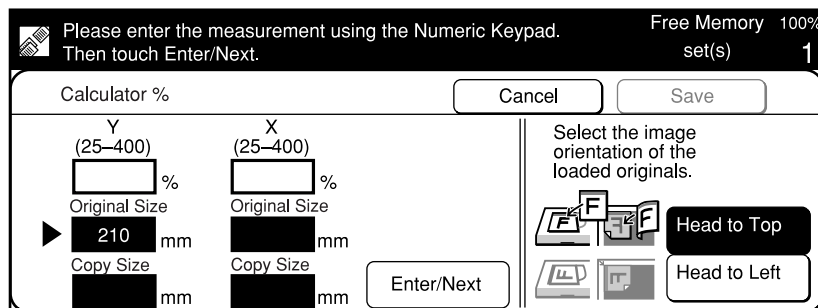 Please enter the measurement using the Numeric Keypad.
Then touch Enter/Next.
Free Memory 100%
set(s) 1
Calculator %
Cancel
Save
Y
(25–400)
%
X
(25–400)
%
Original Size
210 mm
Original Size
mm
Copy Size
mm
Copy Size
mm
Enter/Next
Select the image
orientation of the
loaded originals.
F F F F
Head to Top
F F
Head to Left